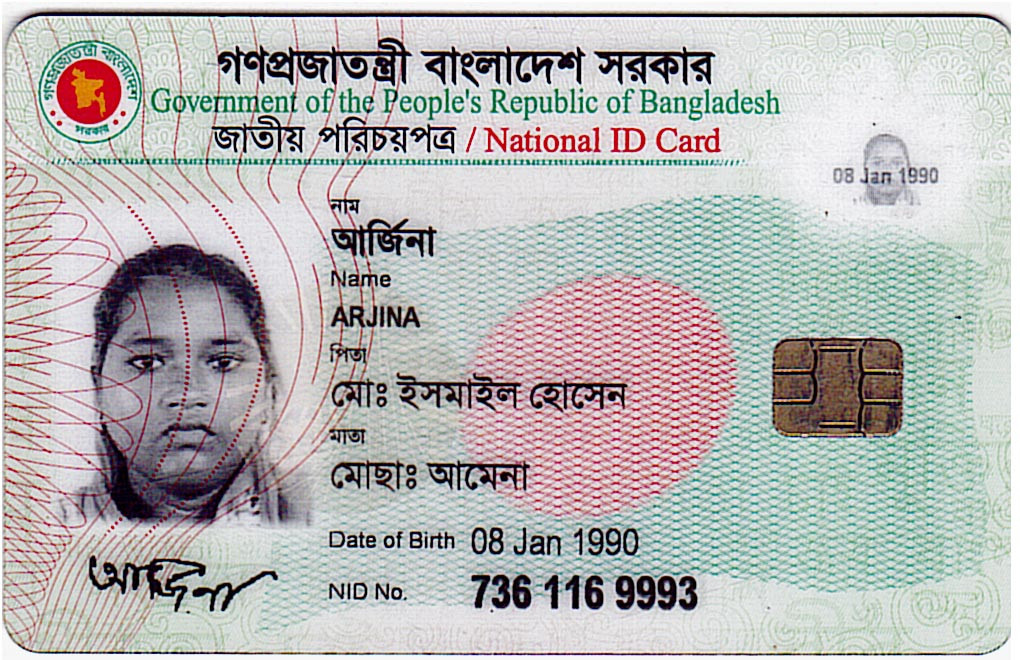 গণপ্রজাতন্ত্রী বাংলাদেশ সরকার
Government of the People's Republic of Bangladesh
জাতীয় পরিচয়পত্র / National ID Card
গণপ্রজাতন্ত্রী বাংলাদেশ
সরকার
08 Jan 1990
নাম
আর্জিনা
Name
ARJINA
পিতা
মোঃ ইসমাইল হোসেন
মাতা
মোছাঃ আমেনা
Date of Birth 08 Jan 1990
NID No. 736 116 9993
আর্জিনা